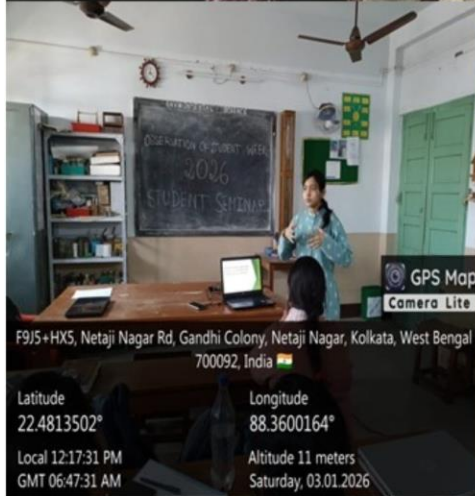 OBSERVATION OF STUDENT WEEK
2026
STUDENT SEMINAR
GPS Map
Camera Lite
F9J5+HX5, Netaji Nagar Rd, Gandhi Colony, Netaji Nagar, Kolkata, West Bengal
700092, India
Latitude
22.4813502°
Longitude
88.3600164°
Local 12:17:31 PM
GMT 06:47:31 AM
Altitude 11 meters
Saturday, 03.01.2026